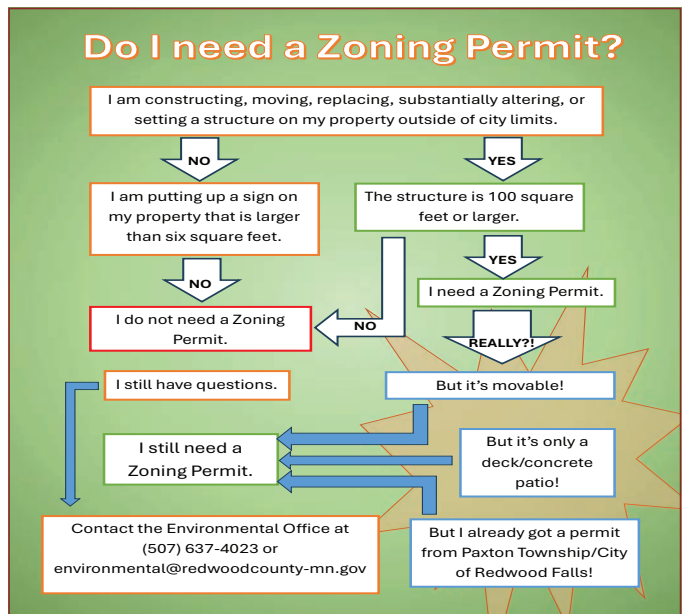 Do I need a Zoning Permit?
I am constructing, moving, replacing, substantially altering, or
setting a structure on my property outside of city limits.
NO
YES
I am putting up a sign on
my property that is larger
than six square feet.
The structure is 100 square
feet or larger.
YES
NO
I need a Zoning Permit.
I do not need a Zoning
Permit.
NO
REALLY?!
I still have questions.
But it's movable!
I still need a
Zoning Permit.
But it's only a
deck/concrete
patio!
Contact the Environmental Office at
(507) 637-4023 or
environmental@redwoodcounty-mn.gov
But I already got a permit
from Paxton Township/City
of Redwood Falls!